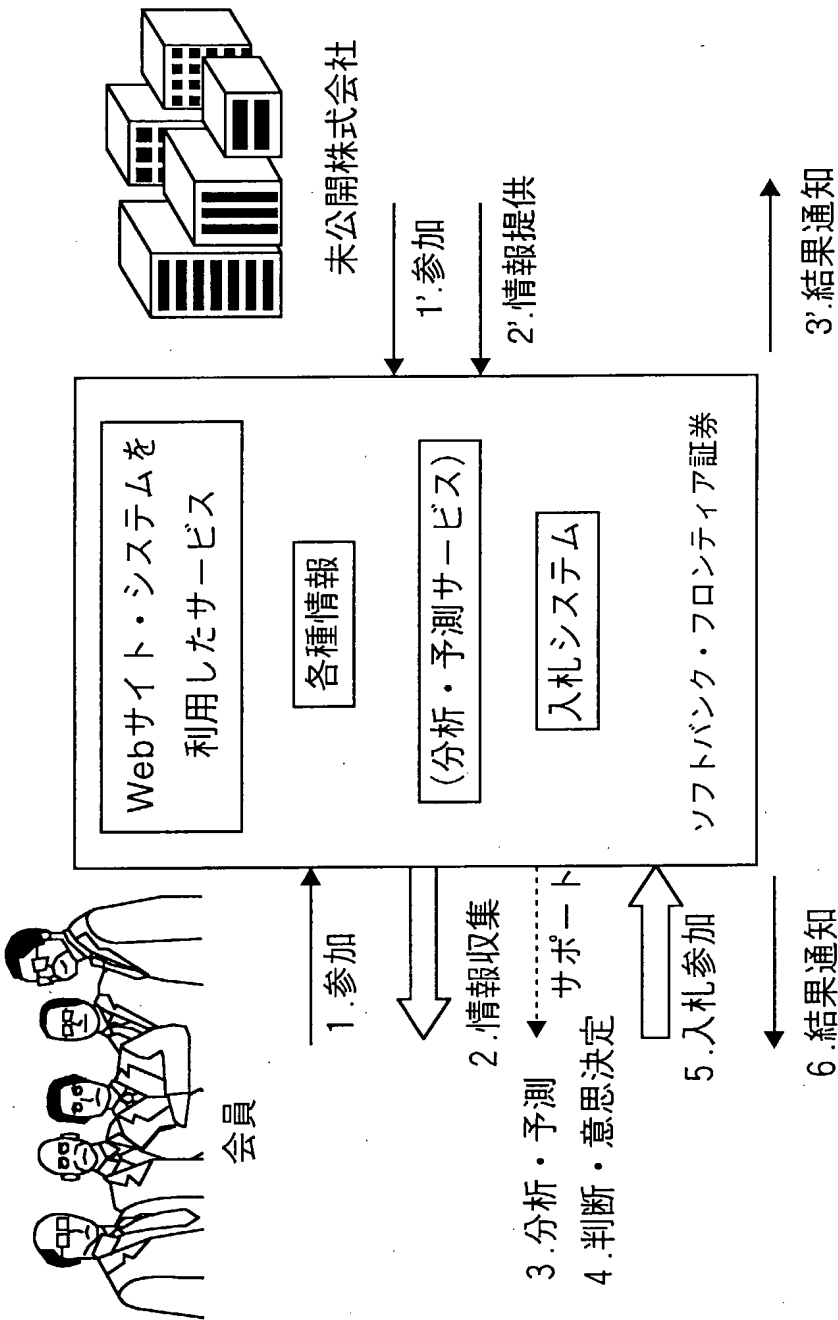 会員
1.参加
2.情報収集
3.分析・予測
サポート
4.判断・意思決定
5.入札参加
6.結果通知
Webサイト・システムを
利用したサービス
各種情報
(分析・予測サービス)
入札システム
ソフトバンク・フロンティア証券
未公開株式会社
1'.参加
2'.情報提供
3'.結果通知